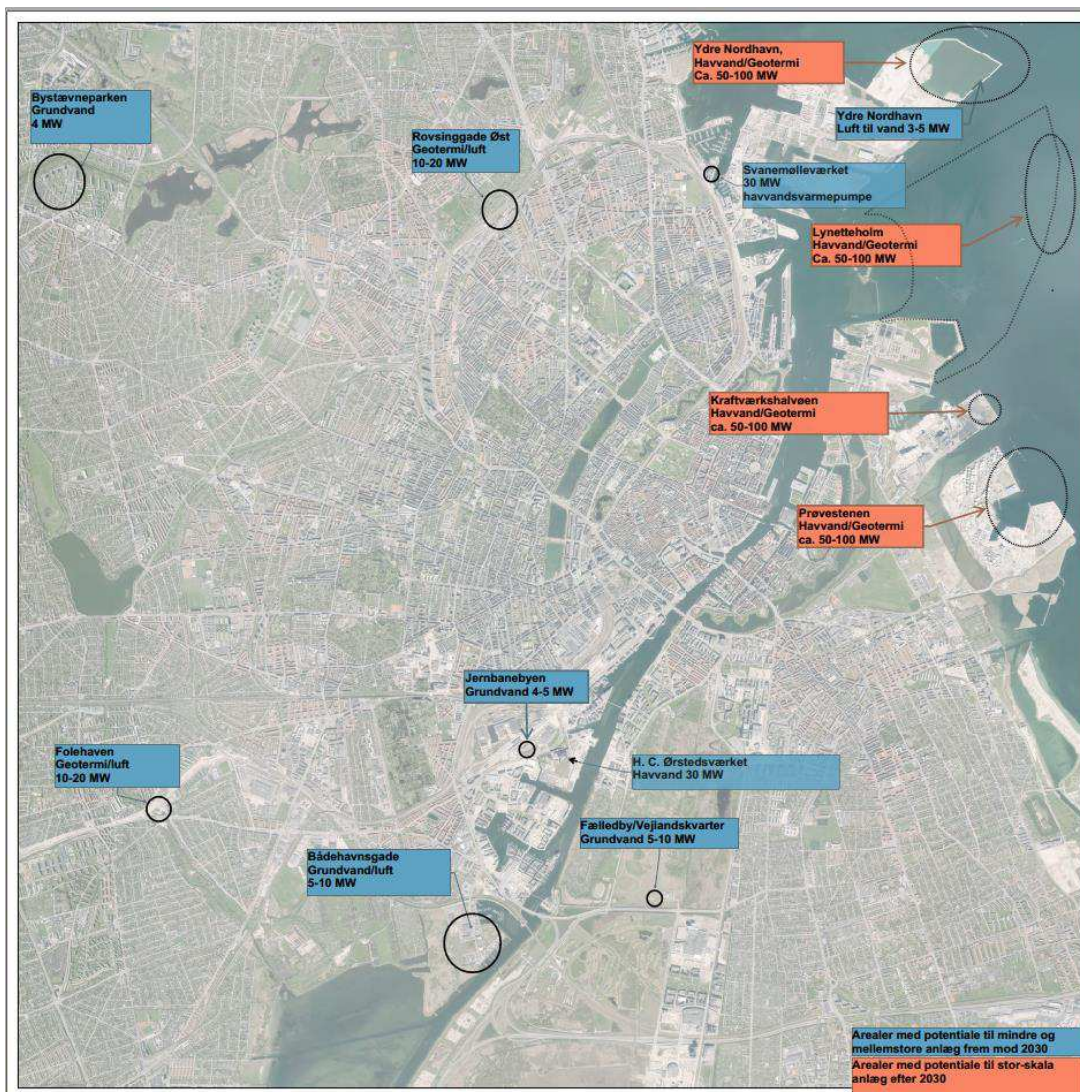 Ydre Nordhavn,
Havvand/Geotermi
Ca. 50-100 MW
Bystævneparken
Grundvand
4 MW
Ydre Nordhavn
Luft til vand 3-5 MW
Rovsinggade Øst
Geotermi/luft
10-20 MW
Svanemølleværket
30 MW
havvandsvarmepumpe
Lynetteholm
Havvand/Geotermi
Ca. 50-100 MW
Kraftværkshalvøen
Havvand/Geotermi
ca. 50-100 MW
Prøvestenen
Havvand/Geotermi
ca. 50-100 MW
Jernbanebyen
Grundvand 4-5 MW
Folehaven
Geotermi/luft
10-20 MW
H. C. Ørstedsværket
Havvand 30 MW
Fælledby/Vejlandskvarter
Grundvand 5-10 MW
Bådehavnsgade
Grundvand/luft
5-10 MW
Arealer med potentiale til mindre og
mellemstore anlæg frem mod 2030
Arealer med potentiale til stor-skala
anlæg efter 2030